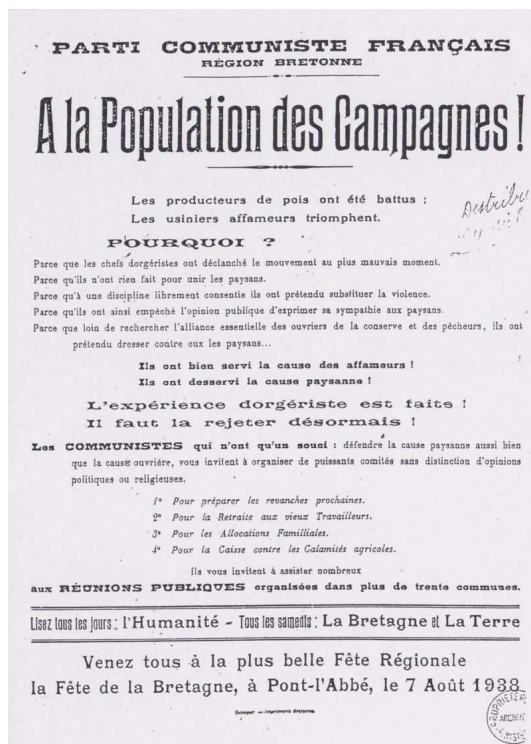 PARTI COMMUNISTE FRANÇAIS
RÉGION BRETONNE
A la Population des Campagnes !
Les producteurs de pois ont été battus ;
Les usiniers affameurs triomphent.
Distribué
POURQUOI ?
Parce que les chefs dorgéristes ont déclanché le mouvement au plus mauvais moment.
Parce qu'ils n'ont rien fait pour unir les paysans.
Parce qu'à une discipline librement consentie ils ont prétendu substituer la violence.
Parce qu'ils ont ainsi empêché l'opinion publique d'exprimer sa sympathie aux paysans.
Parce que loin de rechercher l'alliance essentielle des ouvriers de la conserve et des pêcheurs, ils ont
prétendu dresser contre eux les paysans...
Ils ont bien servi la cause des affameurs !
Ils ont desservi la cause paysanne !
L'expérience dorgériste est faite !
Il faut la rejeter désormais !
Les COMMUNISTES qui n'ont qu'un souci : défendre la cause paysanne aussi bien
que la cause ouvrière, vous invitent à organiser de puissants comités sans distinction d'opinions
politiques ou religieuses.
1° Pour préparer les revanches prochaines.
2° Pour la Retraite aux vieux Travailleurs.
3° Pour les Allocations Familliales.
4° Pour la Caisse contre les Calamités agricoles.
Ils vous invitent à assister nombreux
aux RÉUNIONS PUBLIQUES organisées dans plus de trente communes.
Lisez tous les jours : l'Humanité - Tous les samedis : La Bretagne et La Terre
Venez tous à la plus belle Fête Régionale
la Fête de la Bretagne, à Pont-l'Abbé, le 7 Août 1938
Quimper. — Imprimerie Bretonne.
PROPRIÉTÉ
ARCHIV